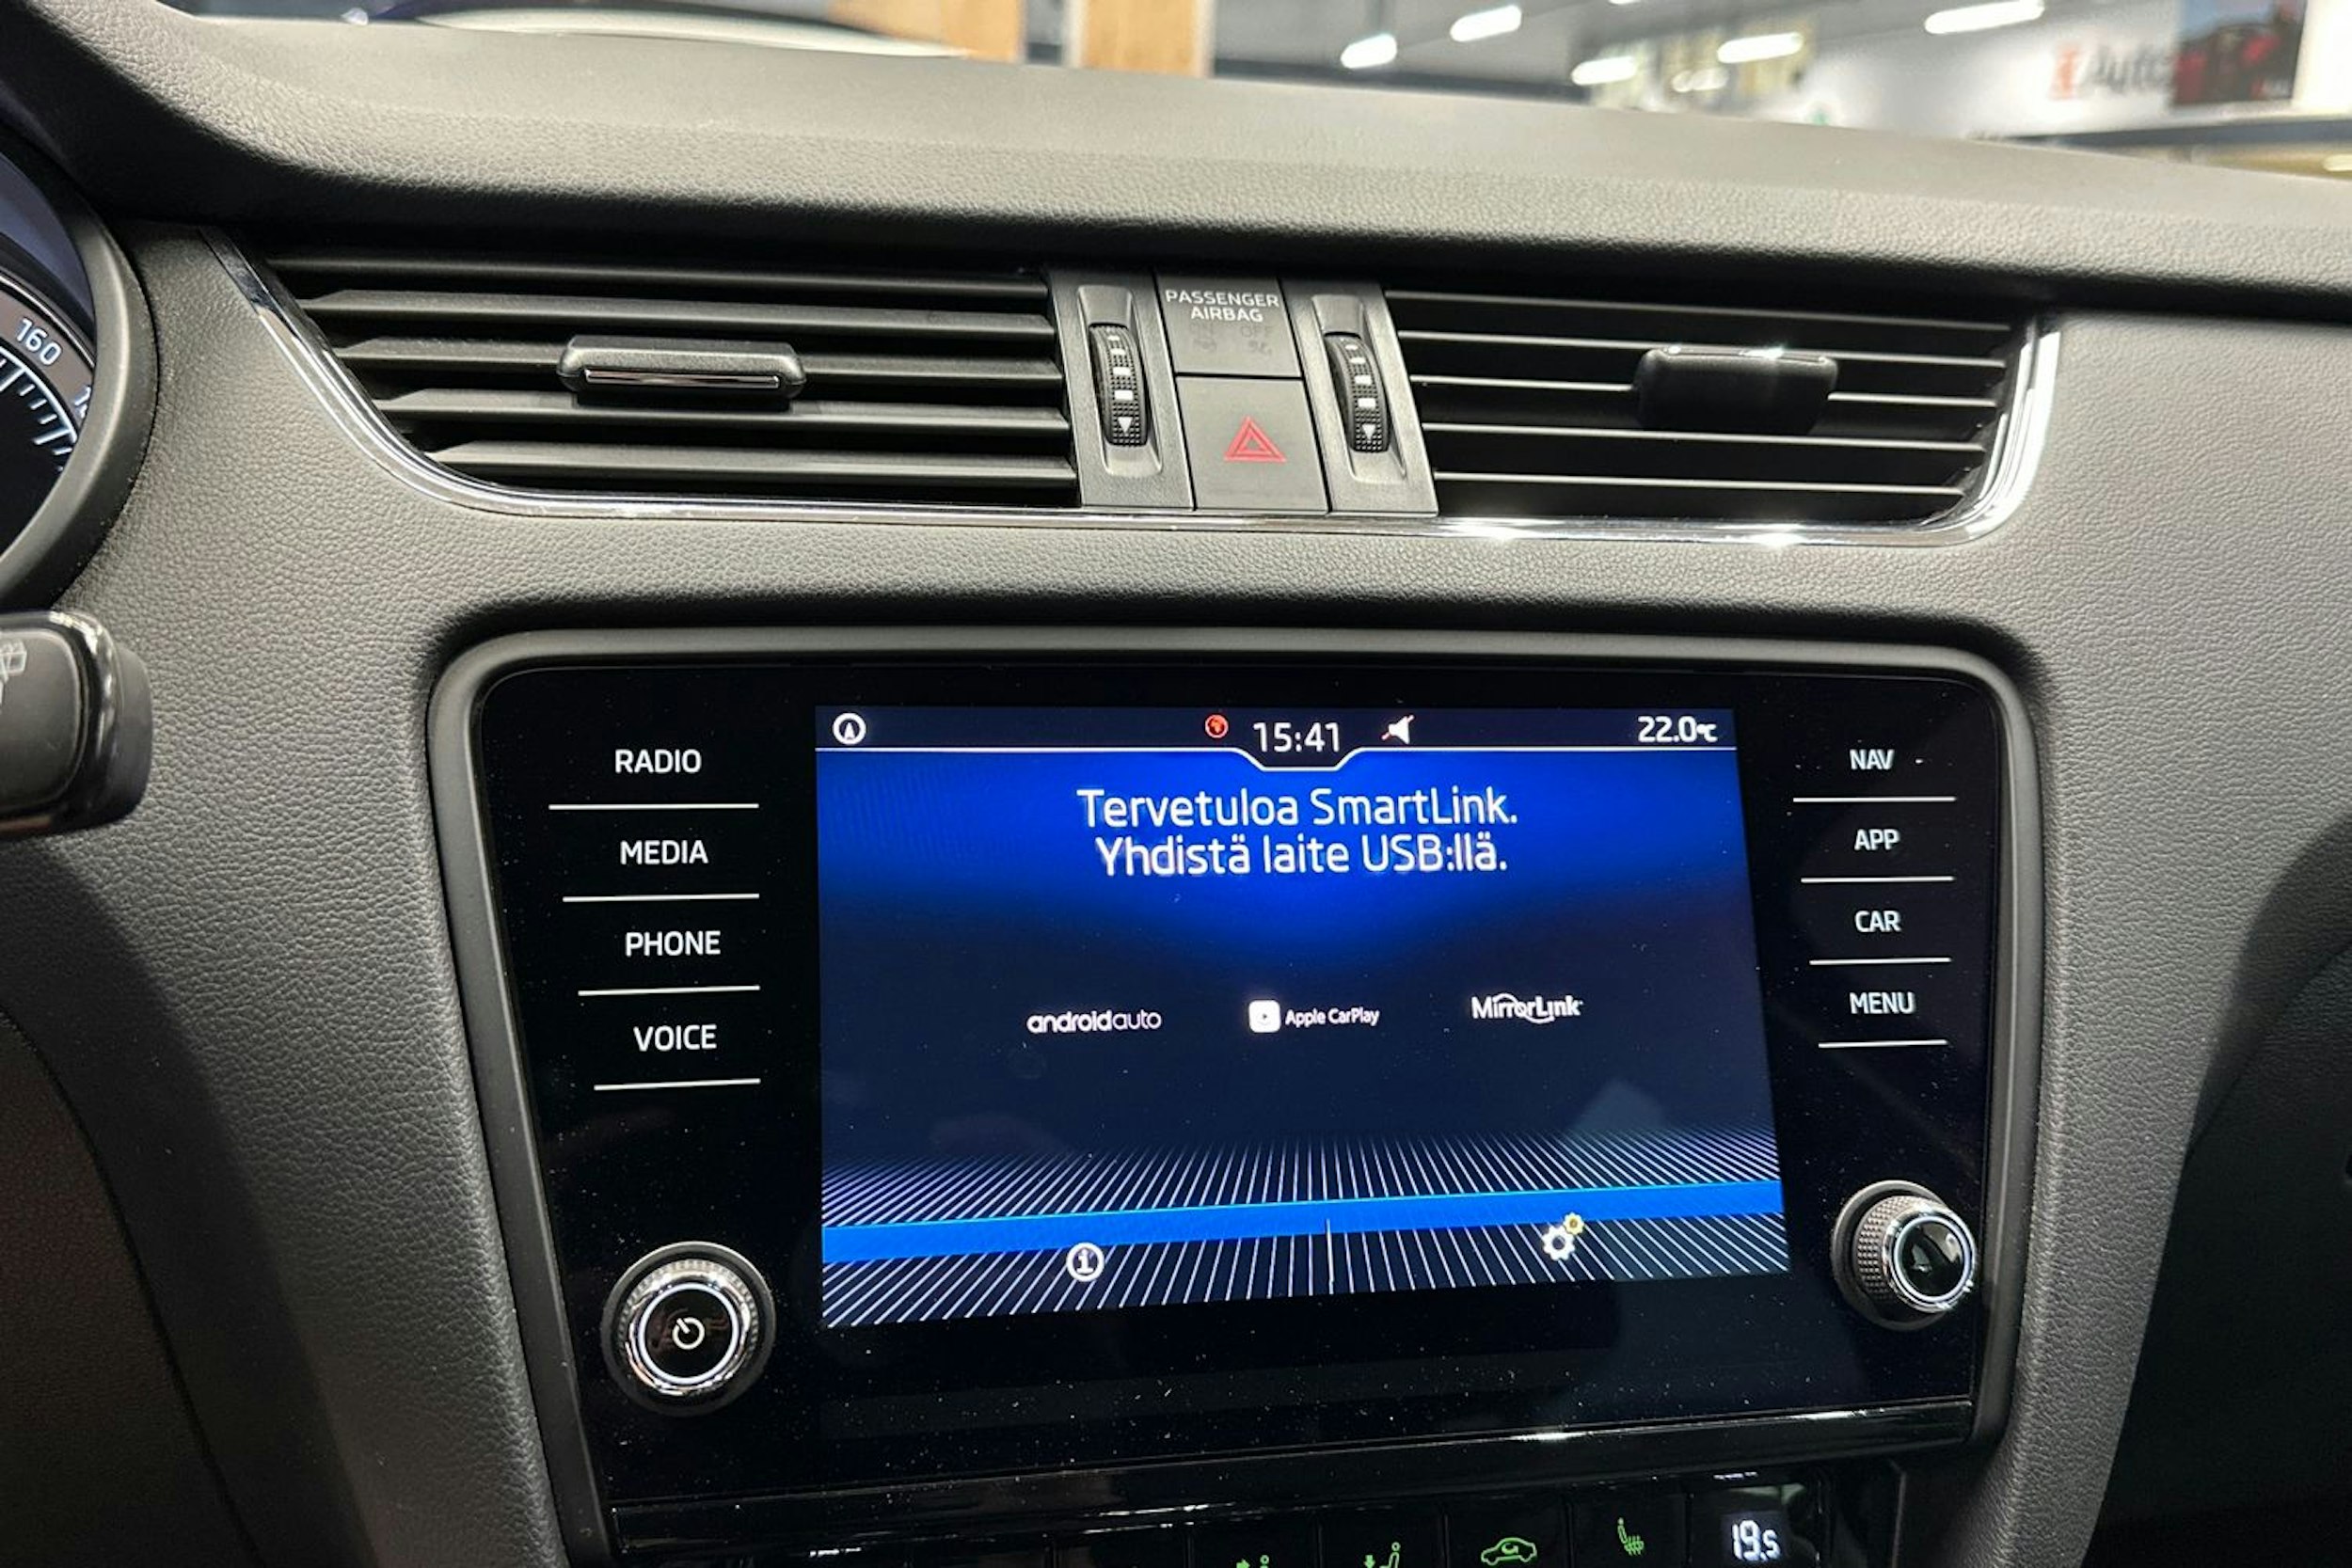 Auto
160
PASSENGER
AIRBAG
15:41
22.0°C
RADIO
MEDIA
PHONE
VOICE
Tervetuloa SmartLink.
Yhdistä laite USB:llä.
androidauto
Apple CarPlay
MirrorLink
NAV
APP
CAR
MENU
19.5